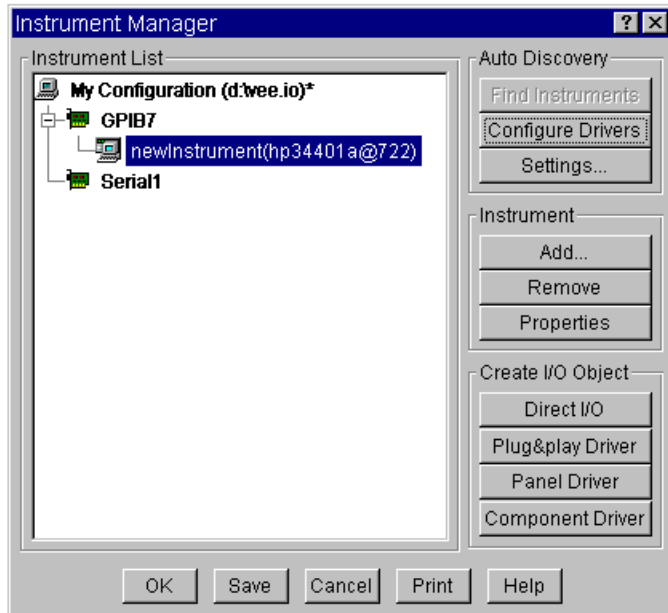 Instrument Manager
Instrument List
My Configuration (d:\vee.io)*
GPIB7
newInstrument(hp34401a@722)
Serial1
Auto Discovery
Find Instruments
Configure Drivers
Settings...
Instrument
Add...
Remove
Properties
Create I/O Object
Direct I/O
Plug&play Driver
Panel Driver
Component Driver
OK
Save
Cancel
Print
Help